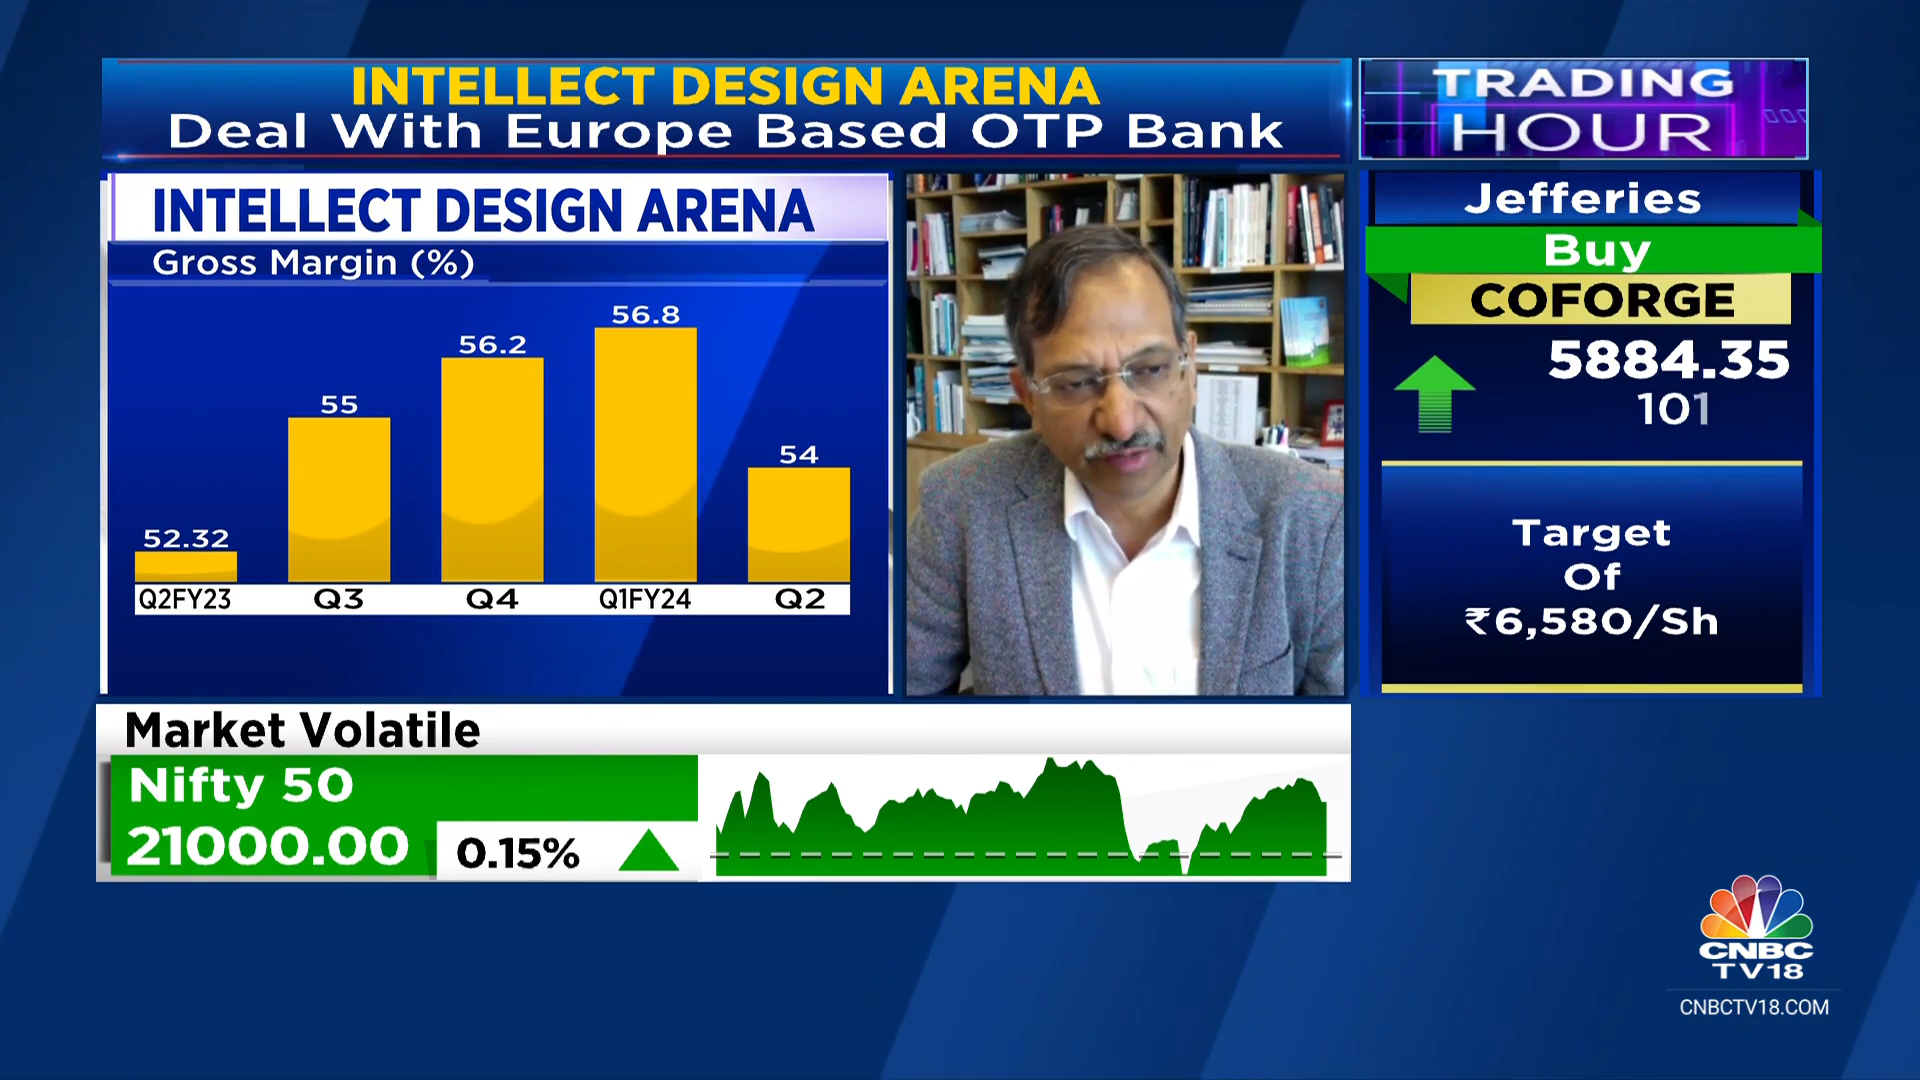 INTELLECT DESIGN ARENA
Deal With Europe Based OTP Bank
TRADING
HOUR
INTELLECT DESIGN ARENA
Gross Margin (%)
52.32
55
56.2
56.8
54
Q2FY23
Q3
Q4
Q1FY24
Q2
Jefferies
Buy
COFORGE
5884.35
101
Target
Of
₹6,580/Sh
Market Volatile
Nifty 50
21000.00
0.15%
CNBC
TV18
CNBCTV18.COM